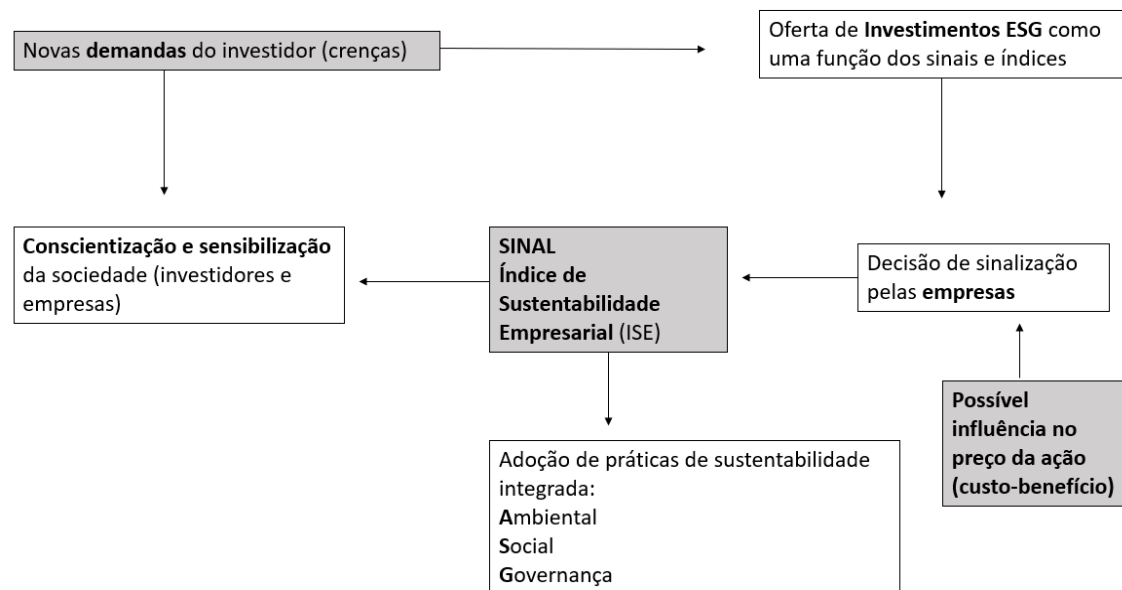 Novas demandas do investidor (crenças)
Oferta de Investimentos ESG como
uma função dos sinais e índices
Conscientização e sensibilização
da sociedade (investidores e
empresas)
SINAL
Índice de
Sustentabilidade
Empresarial (ISE)
Decisão de sinalização
pelas empresas
Possível
influência no
preço da ação
(custo-benefício)
Adoção de práticas de sustentabilidade
integrada:
Ambiental
Social
Governança